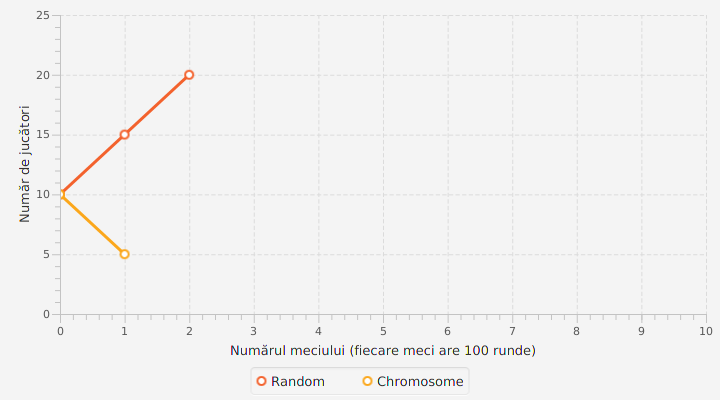 25
20
15
10
5
0
Număr de jucători
0 1 2 3 4 5 6 7 8 9 10
Numărul meciului (fiecare meci are 100 runde)
Random Chromosome